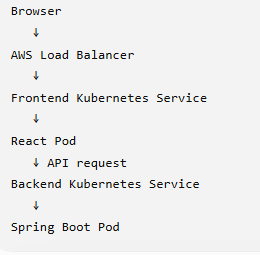 Browser
↓
AWS Load Balancer
↓
Frontend Kubernetes Service
↓
React Pod
↓ API request
Backend Kubernetes Service
↓
Spring Boot Pod